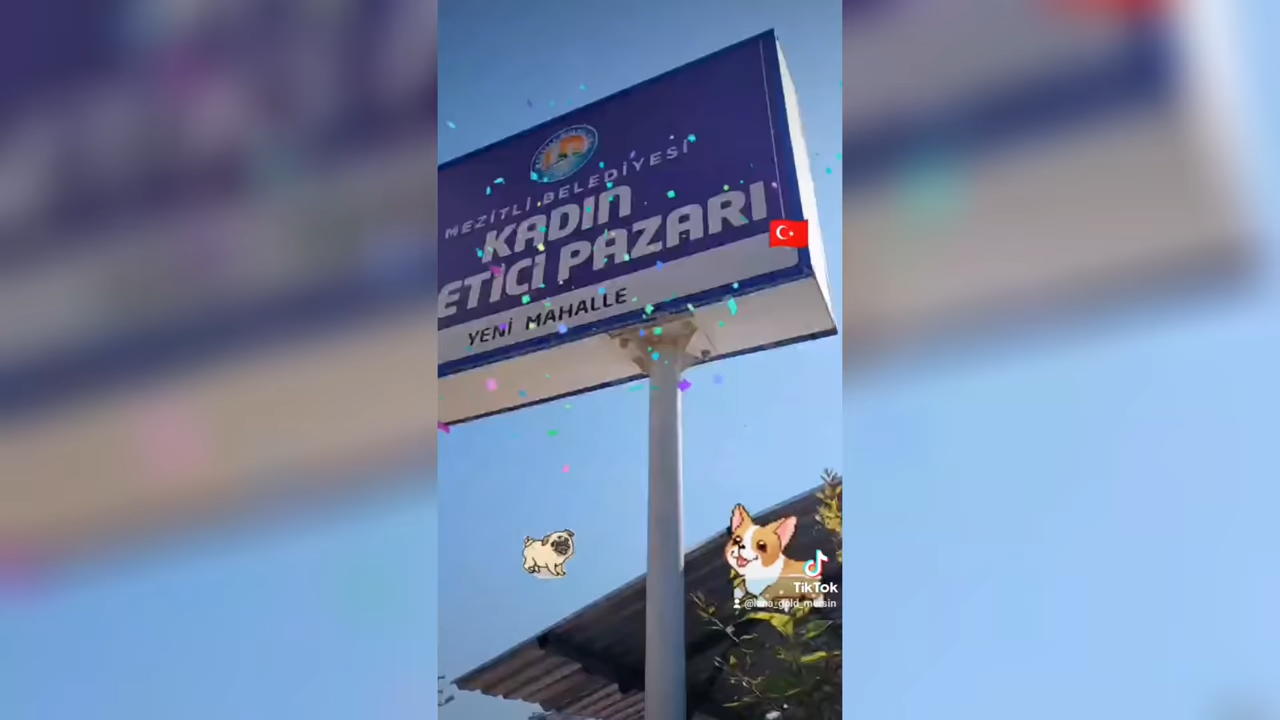 MEZİTLİ BELEDİYESİ
KADIN
ETİCİ PAZARI
YENİ MAHALLE
TikTok